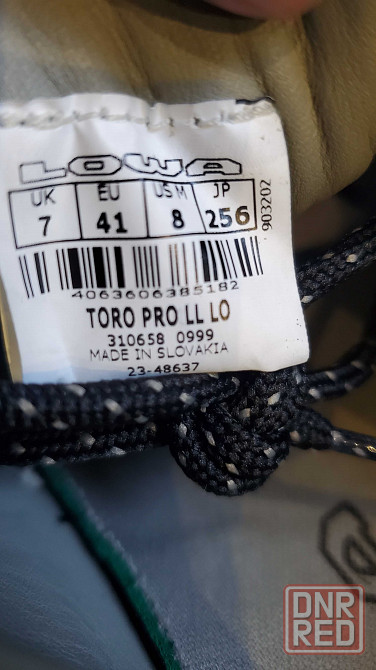 LOWA
UK EU US M JP
7 41 8 256
903202
4063606385182
TORO PRO LL LO
310658 0999
MADE IN SLOVAKIA
23-48637
DNR
RED